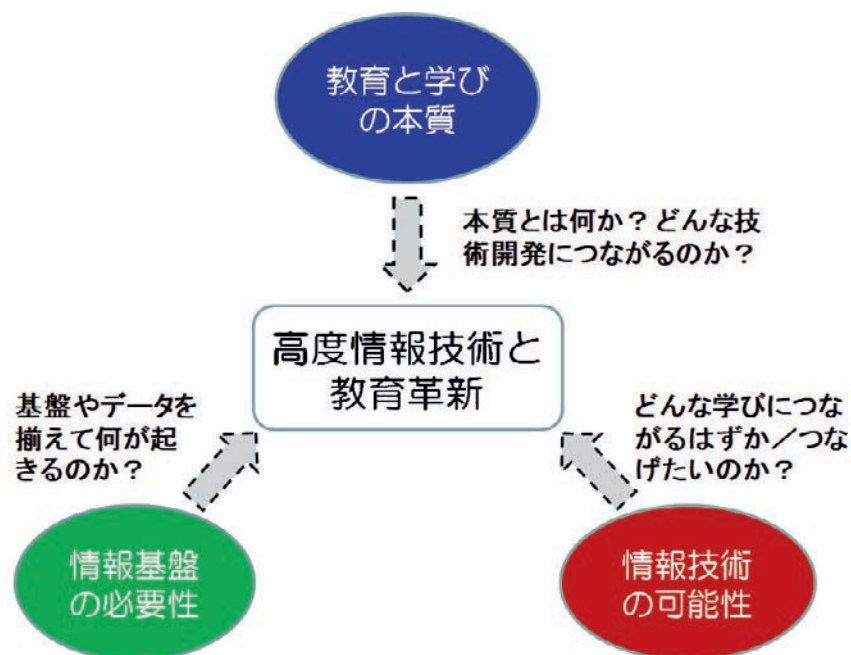 教育と学び
の本質
本質とは何か？どんな技
術開発につながるのか？
高度情報技術と
教育革新
基盤やデータを
揃えて何が起
きるのか？
どんな学びにつな
がるはずか／つな
げたいのか？
情報基盤
の必要性
情報技術
の可能性